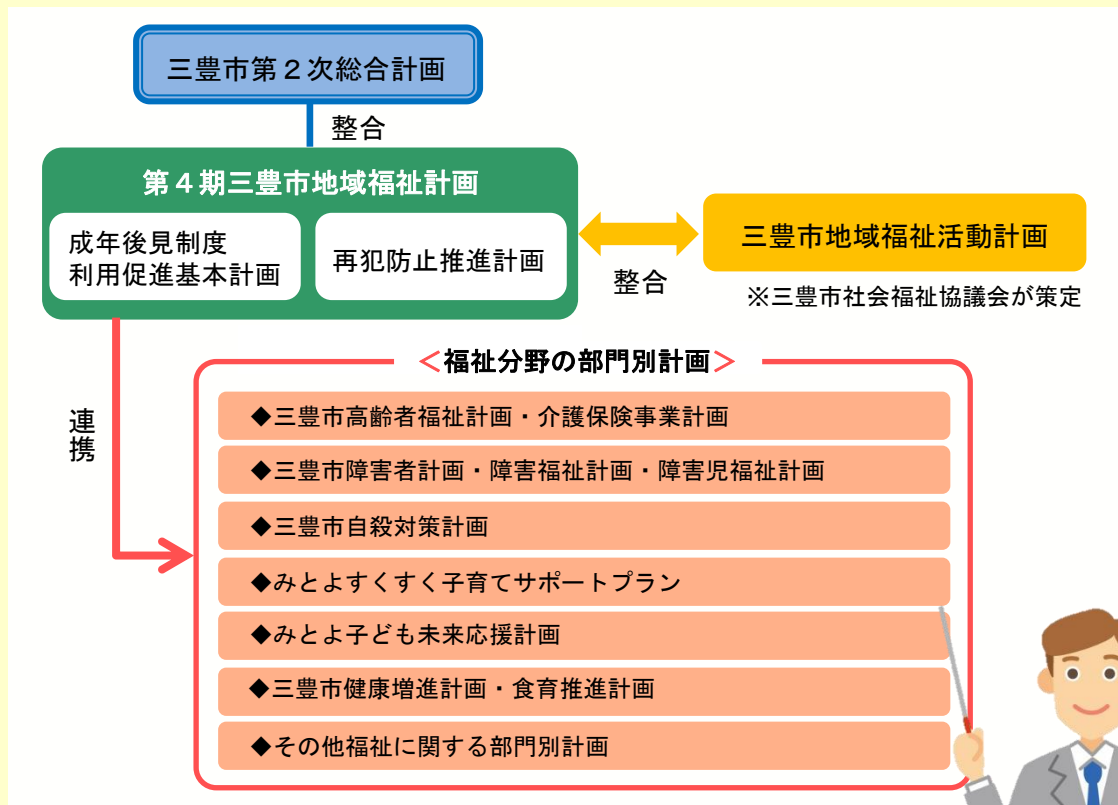 三豊市第２次総合計画
整合
第４期三豊市地域福祉計画
成年後見制度
利用促進基本計画
再犯防止推進計画
整合
三豊市地域福祉活動計画
※三豊市社会福祉協議会が策定
連携
＜福祉分野の部門別計画＞
◆三豊市高齢者福祉計画・介護保険事業計画
◆三豊市障害者計画・障害福祉計画・障害児福祉計画
◆三豊市自殺対策計画
◆みとよすくすく子育てサポートプラン
◆みとよ子ども未来応援計画
◆三豊市健康増進計画・食育推進計画
◆その他福祉に関する部門別計画